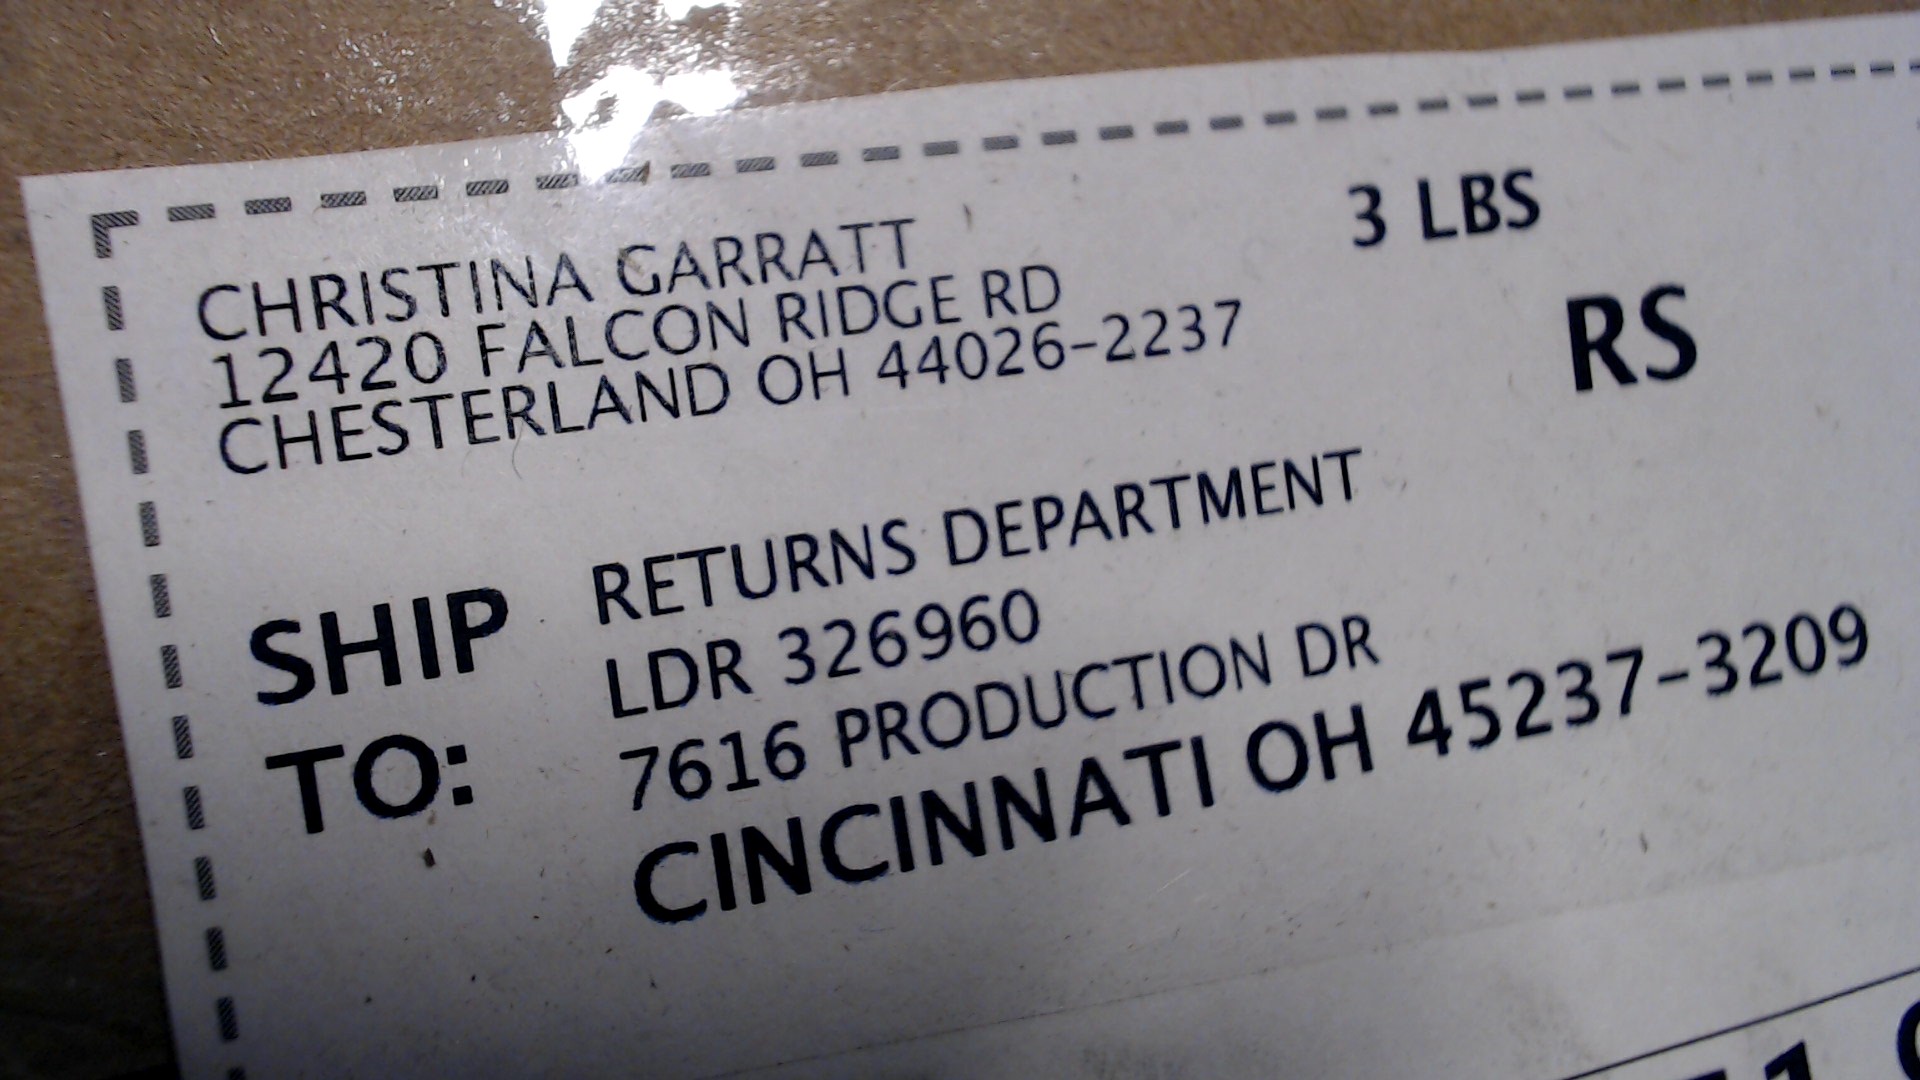 CHRISTINA GARRATT
12420 FALCON RIDGE RD
CHESTERLAND OH 44026-2237
3 LBS
RS
SHIP TO:
RETURNS DEPARTMENT
LDR 326960
7616 PRODUCTION DR
CINCINNATI OH 45237-3209